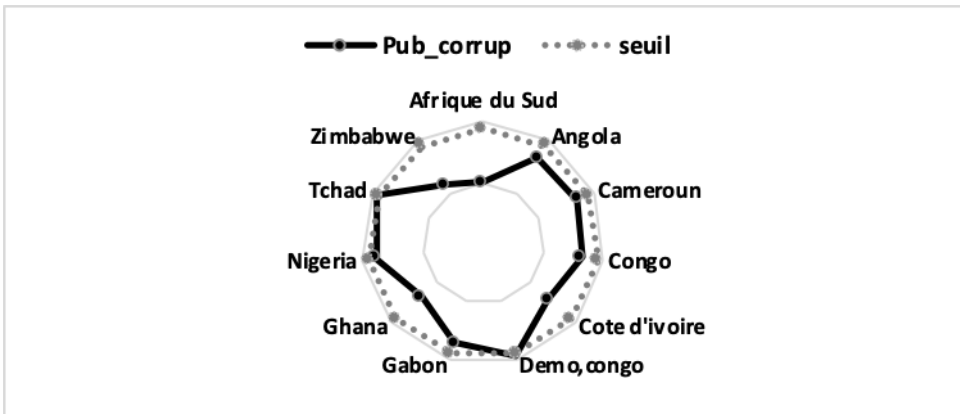 Pub_corrup seuil
Afrique du Sud
Zimbabwe Angola
Tchad Cameroun
Nigeria Congo
Ghana Cote d'ivoire
Gabon Demo,congo